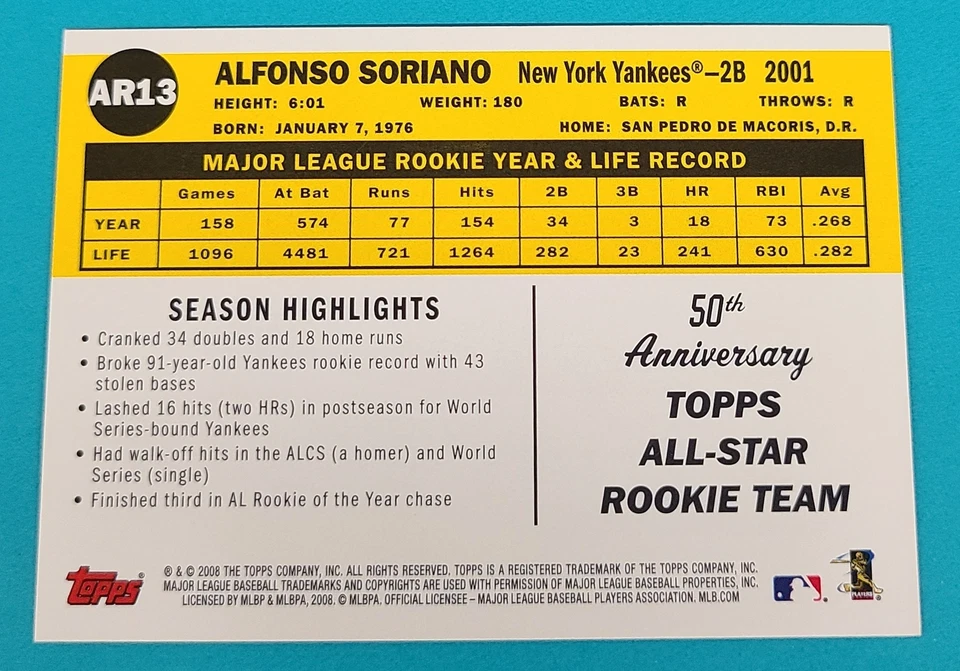 AR13
ALFONSO SORIANO New York Yankees®–2B 2001
HEIGHT: 6:01 WEIGHT: 180 BATS: R THROWS: R
BORN: JANUARY 7, 1976 HOME: SAN PEDRO DE MACORIS, D.R.
MAJOR LEAGUE ROOKIE YEAR & LIFE RECORD
Games At Bat Runs Hits 2B 3B HR RBI Avg
YEAR 158 574 77 154 34 3 18 73 .268
LIFE 1096 4481 721 1264 282 23 241 630 .282
SEASON HIGHLIGHTS
• Cranked 34 doubles and 18 home runs
• Broke 91-year-old Yankees rookie record with 43
stolen bases
• Lashed 16 hits (two HRs) in postseason for World
Series-bound Yankees
• Had walk-off hits in the ALCS (a homer) and World
Series (single)
• Finished third in AL Rookie of the Year chase
50th
Anniversary
TOPPS
ALL-STAR
ROOKIE TEAM
Topps®
® & © 2008 THE TOPPS COMPANY, INC. ALL RIGHTS RESERVED. TOPPS IS A REGISTERED TRADEMARK OF THE TOPPS COMPANY, INC.
MAJOR LEAGUE BASEBALL TRADEMARKS AND COPYRIGHTS ARE USED WITH PERMISSION OF MAJOR LEAGUE BASEBALL PROPERTIES, INC.
LICENSED BY MLBP & MLBPA, 2008. © MLBPA. OFFICIAL LICENSEE – MAJOR LEAGUE BASEBALL PLAYERS ASSOCIATION. MLB.COM
PLAYERS